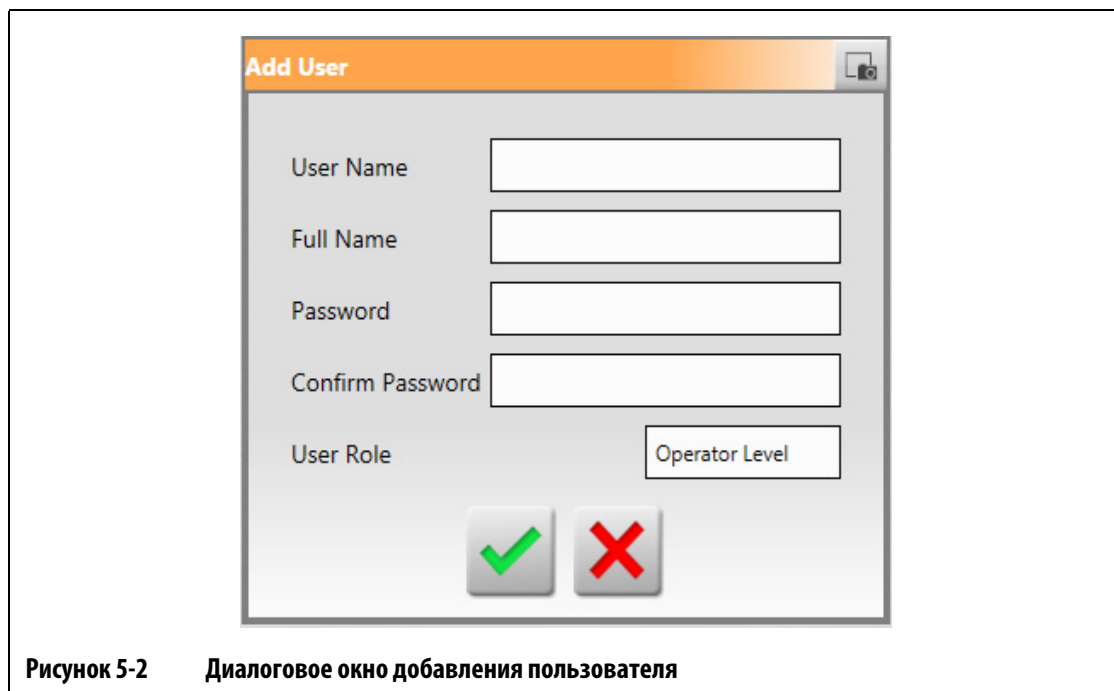 Add User
User Name
Full Name
Password
Confirm Password
User Role Operator Level
Рисунок 5-2 Диалоговое окно добавления пользователя